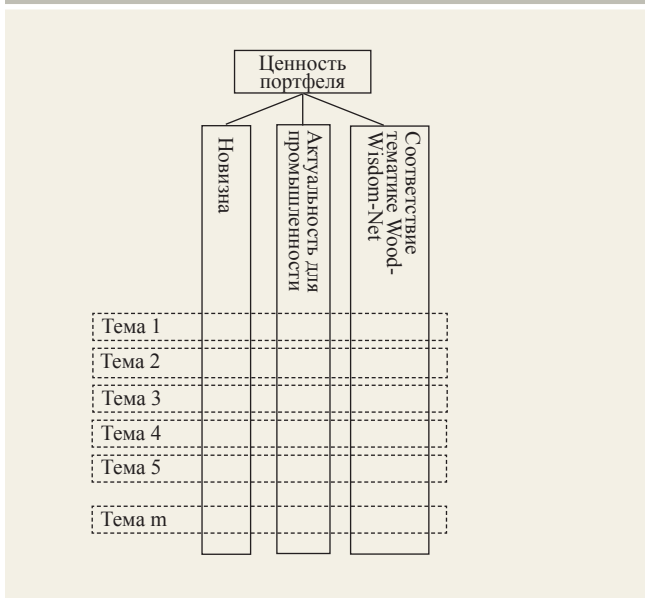 Ценность
портфеля
Новизна
Актуальность для
промышленности
Соответствие
тематике Wood-
Wisdom-Net
Тема 1
Тема 2
Тема 3
Тема 4
Тема 5
Тема m